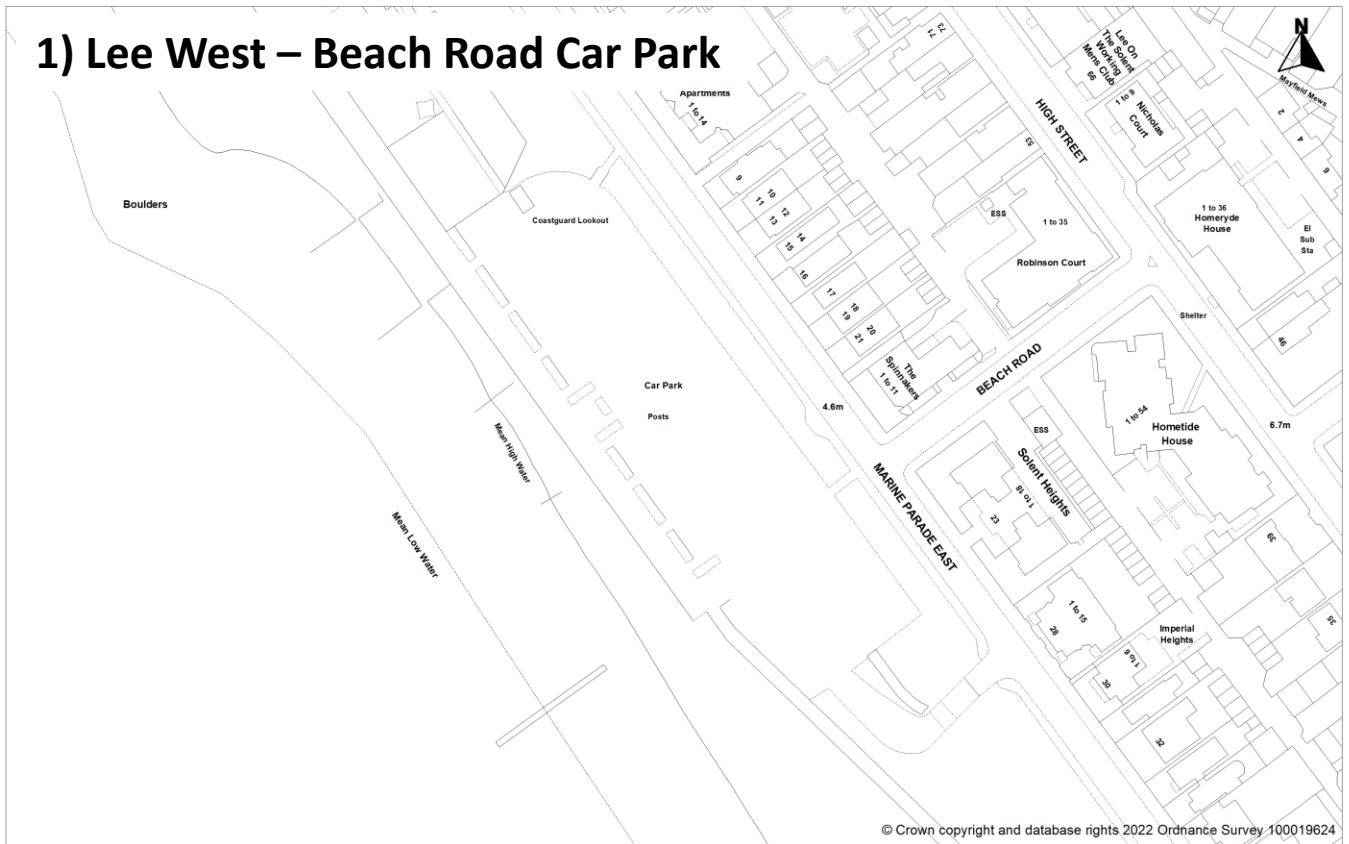 1) Lee West – Beach Road Car Park
N
73
71
Lee On
The Solent
Working
Mens Club
66
Mayfield Mews
Apartments
1 to 14
HIGH STREET
1 to 9
Nicholas
Court
2
4
6
53
9
10
11
12
13
14
15
16
17
18
19
20
21
Boulders
Coastguard Lookout
ESS
1 to 35
Robinson Court
1 to 36
Homeryde
House
El
Sub
Sta
Shelter
46
The
Spinnakers
1 to 11
BEACH ROAD
Car Park
Posts
4.6m
Mean High Water
Mean Low Water
MARINE PARADE EAST
ESS
Solent Heights
1 to 18
23
1 to 54
Hometide
House
6.7m
39
35
1 to 15
28
Imperial
Heights
1 to 6
30
32
© Crown copyright and database rights 2022 Ordnance Survey 100019624